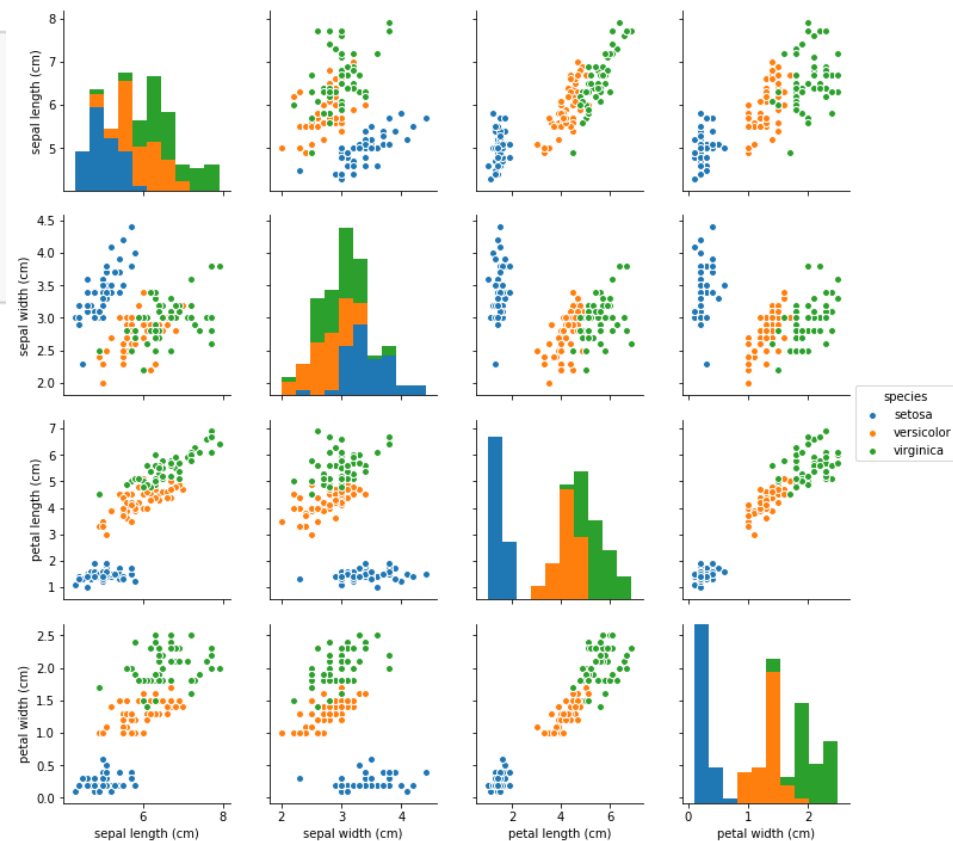 8
7
6
5
sepal length (cm)
4.5
4.0
3.5
3.0
2.5
2.0
sepal width (cm)
species
setosa
versicolor
virginica
7
6
5
4
3
2
1
petal length (cm)
2.5
2.0
1.5
1.0
0.5
0.0
petal width (cm)
6 8
sepal length (cm)
2 3 4
sepal width (cm)
2 4 6
petal length (cm)
0 2
petal width (cm)